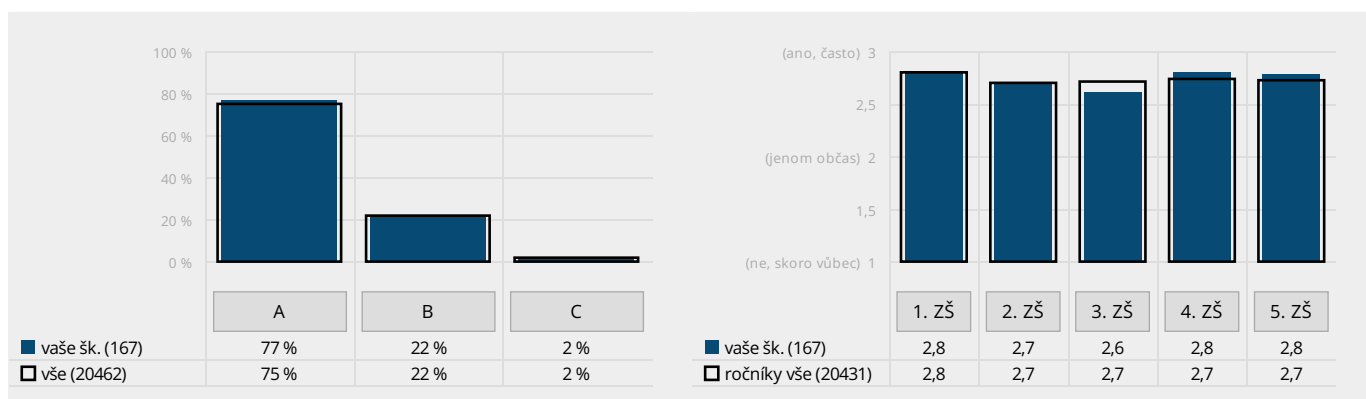 100 %
80 %
60 %
40 %
20 %
0 %
A B C
vaše šk. (167) 77 % 22 % 2 %
vše (20462) 75 % 22 % 2 %
(ano, často) 3
2,5
(jenom občas) 2
1,5
(ne, skoro vůbec) 1
1. ZŠ 2. ZŠ 3. ZŠ 4. ZŠ 5. ZŠ
vaše šk. (167) 2,8 2,7 2,6 2,8 2,8
ročníky vše (20431) 2,8 2,7 2,7 2,7 2,7